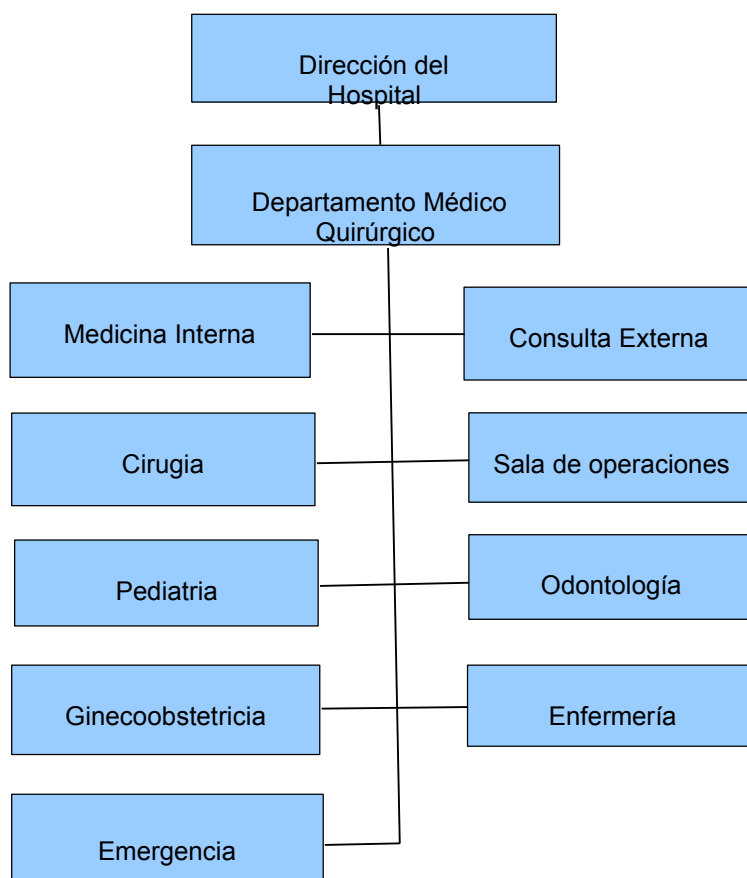 Dirección del
Hospital
Departamento Médico
Quirúrgico
Medicina Interna
Consulta Externa
Cirugia
Sala de operaciones
Pediatria
Odontología
Ginecoobstetricia
Enfermería
Emergencia